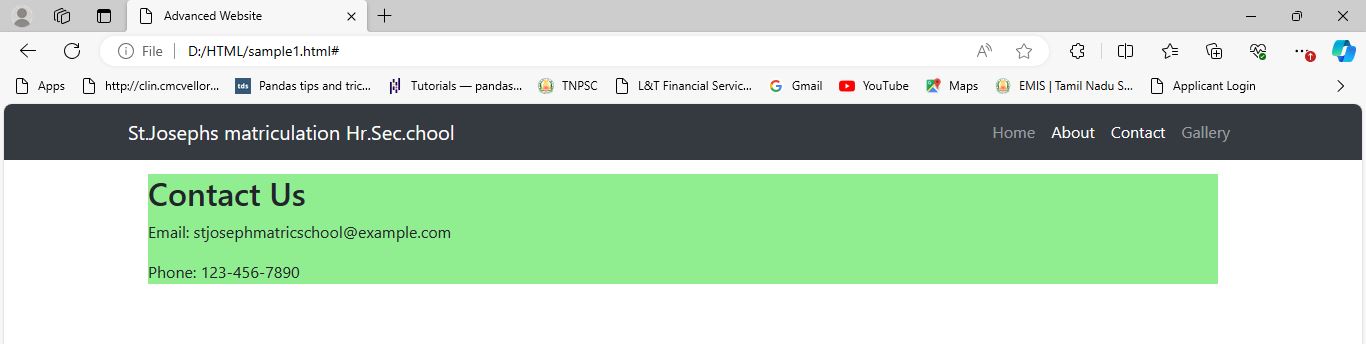 Advanced Website
File D:/HTML/sample1.html#
Apps http://clin.cmcvellor... tds Pandas tips and tric... Tutorials — pandas... TNPSC L&T Financial Servic... Gmail YouTube Maps EMIS | Tamil Nadu S... Applicant Login
St.Josephs matriculation Hr.Sec.chool Home About Contact Gallery
Contact Us
Email: stjosephmatricschool@example.com
Phone: 123-456-7890